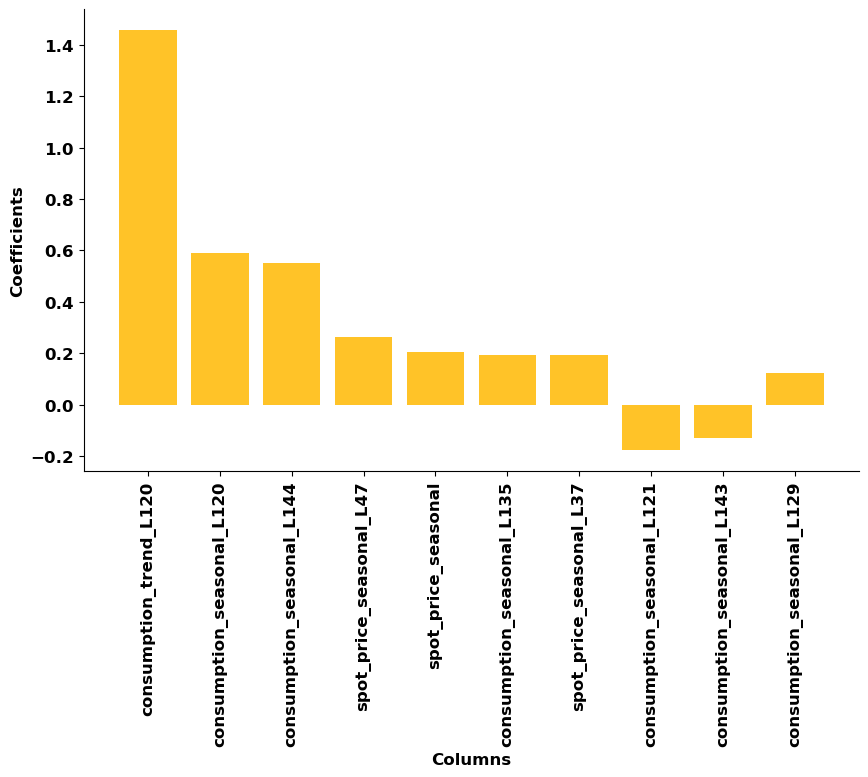 1.4
1.2
1.0
0.8
0.6
0.4
0.2
0.0
−0.2
Coefficients
consumption_trend_L120
consumption_seasonal_L120
consumption_seasonal_L144
spot_price_seasonal_L47
spot_price_seasonal
consumption_seasonal_L135
spot_price_seasonal_L37
consumption_seasonal_L121
consumption_seasonal_L143
consumption_seasonal_L129
Columns